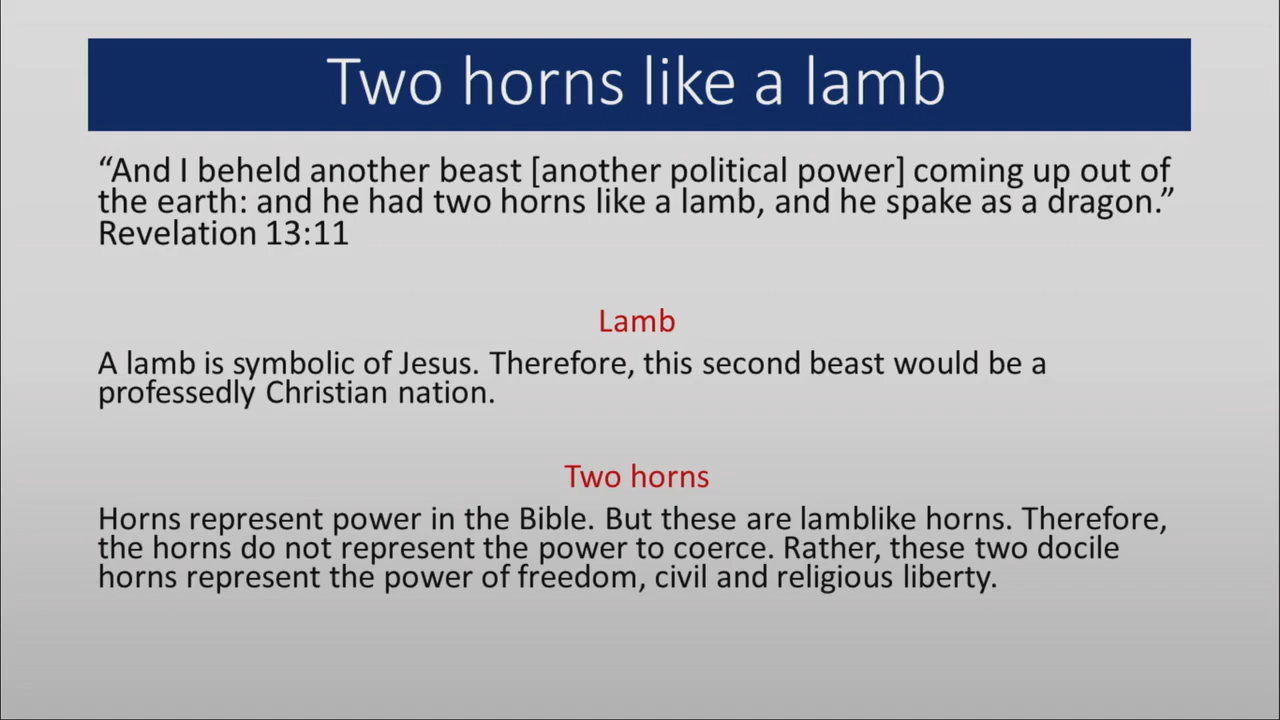 Two horns like a lamb
“And I beheld another beast [another political power] coming up out of
the earth: and he had two horns like a lamb, and he spake as a dragon.”
Revelation 13:11
Lamb
A lamb is symbolic of Jesus. Therefore, this second beast would be a
professedly Christian nation.
Two horns
Horns represent power in the Bible. But these are lamblike horns. Therefore,
the horns do not represent the power to coerce. Rather, these two docile
horns represent the power of freedom, civil and religious liberty.